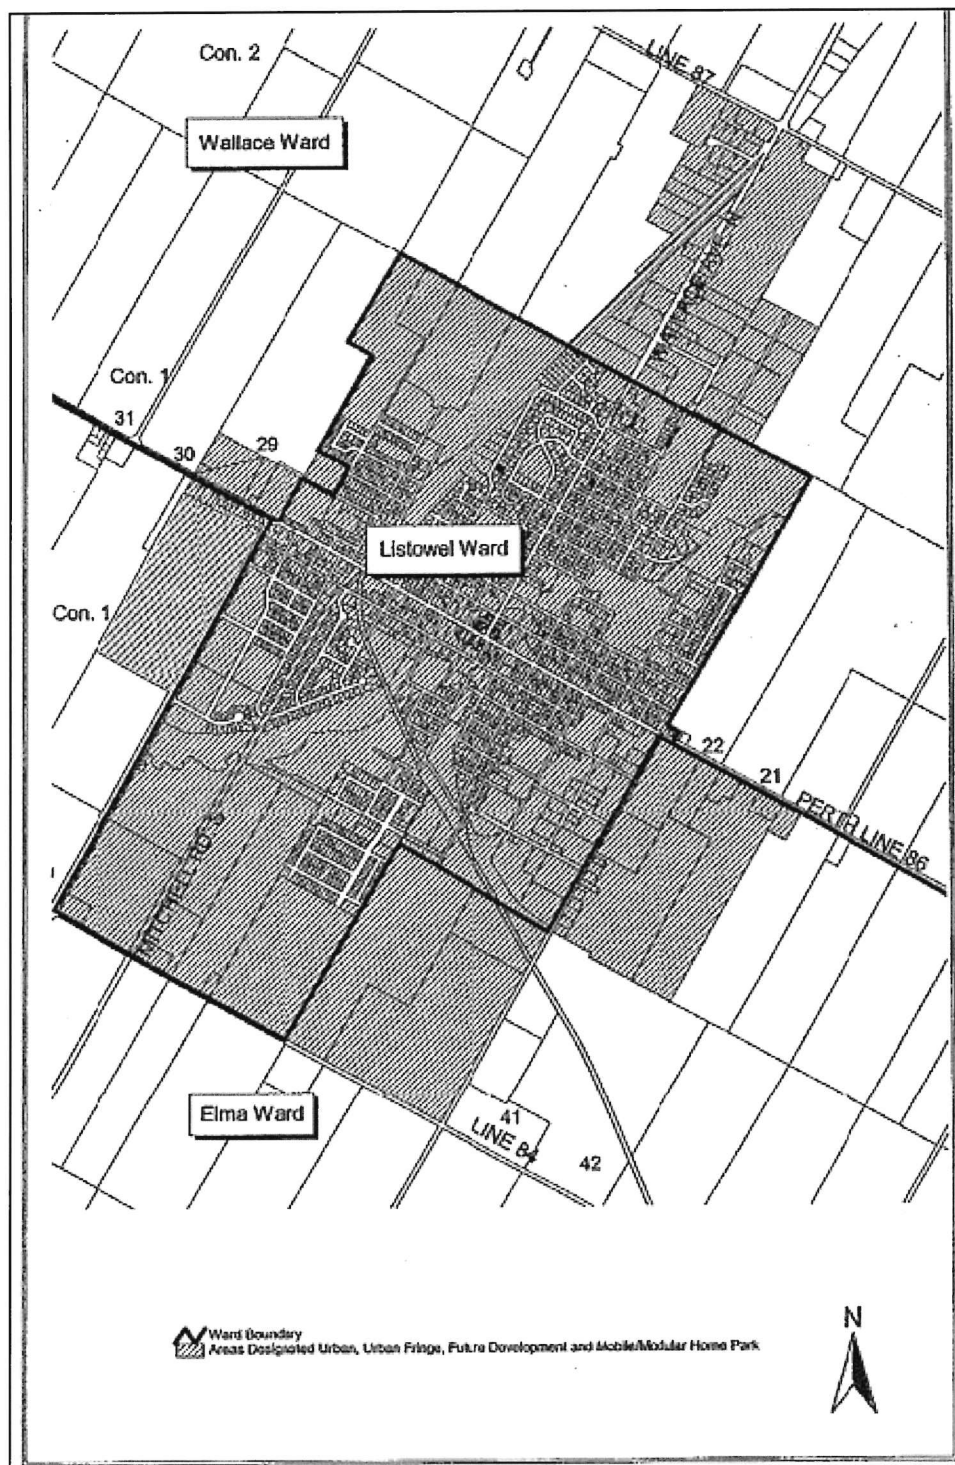 Con. 2
LINE 87
Wallace Ward
WALLACE AVE N
Con. 1
31
30
29
Listowel Ward
Con. 1
22
21
PERTH LINE 86
MITCHELL RD S
Elma Ward
41
LINE 84
42
N
Ward Boundary
Areas Designated Urban, Urban Fringe, Future Development and Mobile/Modular Home Park